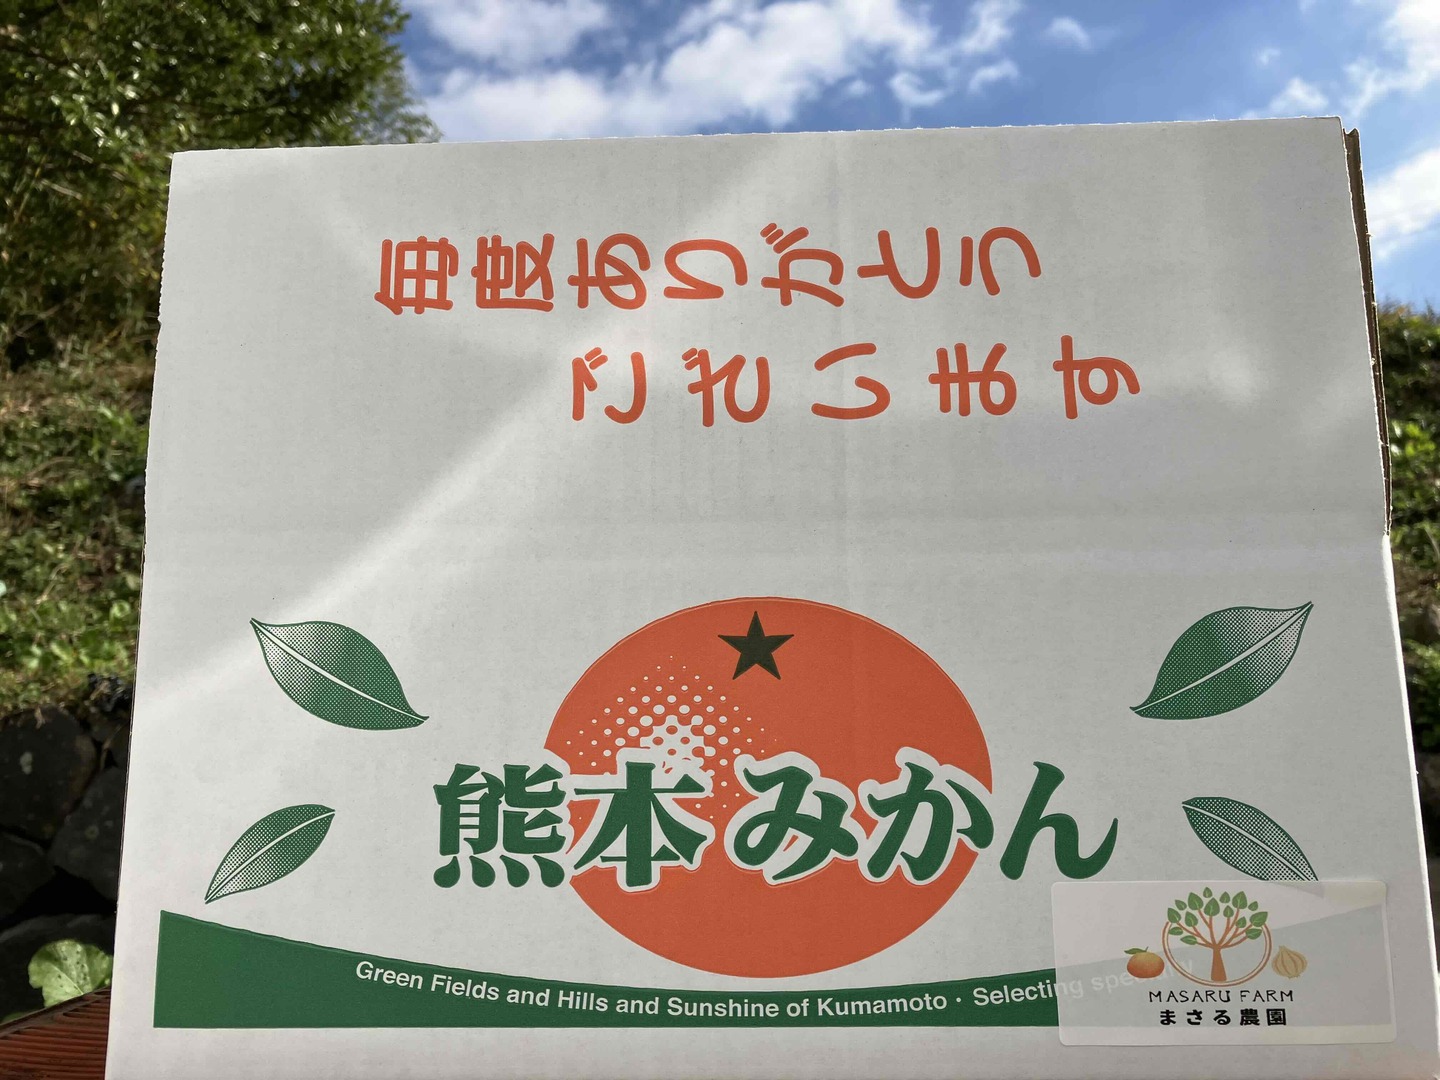 毎度ありがとう
ございます
熊本みかん
Green Fields and Hills and Sunshine of Kumamoto · Selecting
MASARU FARM
まさる農園